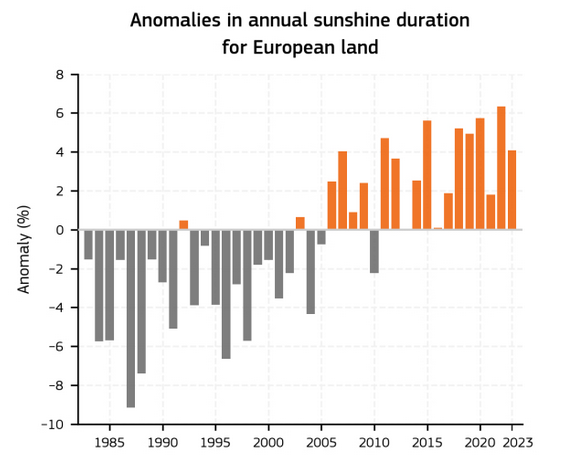 Anomalies in annual sunshine duration
for European land
8
6
4
2
0
−2
−4
−6
−8
−10
Anomaly (%)
1985 1990 1995 2000 2005 2010 2015 2020 2023